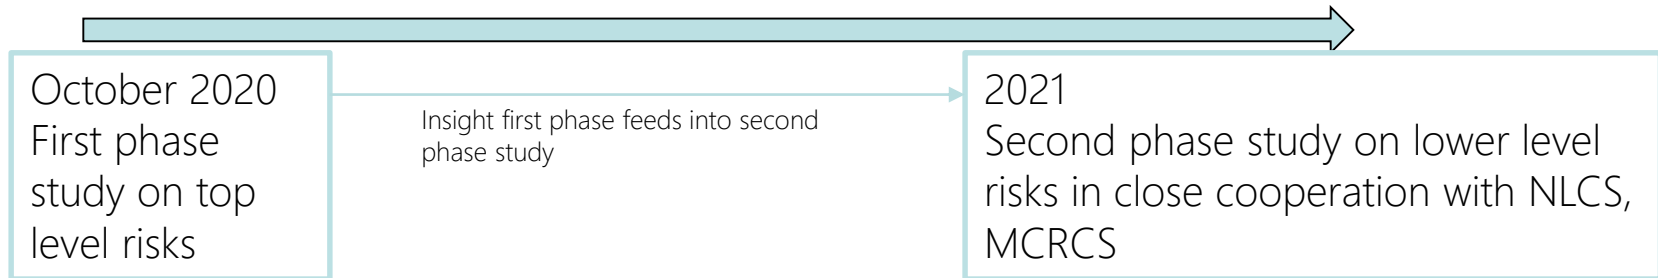 October 2020
First phase
study on top
level risks
Insight first phase feeds into second
phase study
2021
Second phase study on lower level
risks in close cooperation with NLCS,
MCRCS